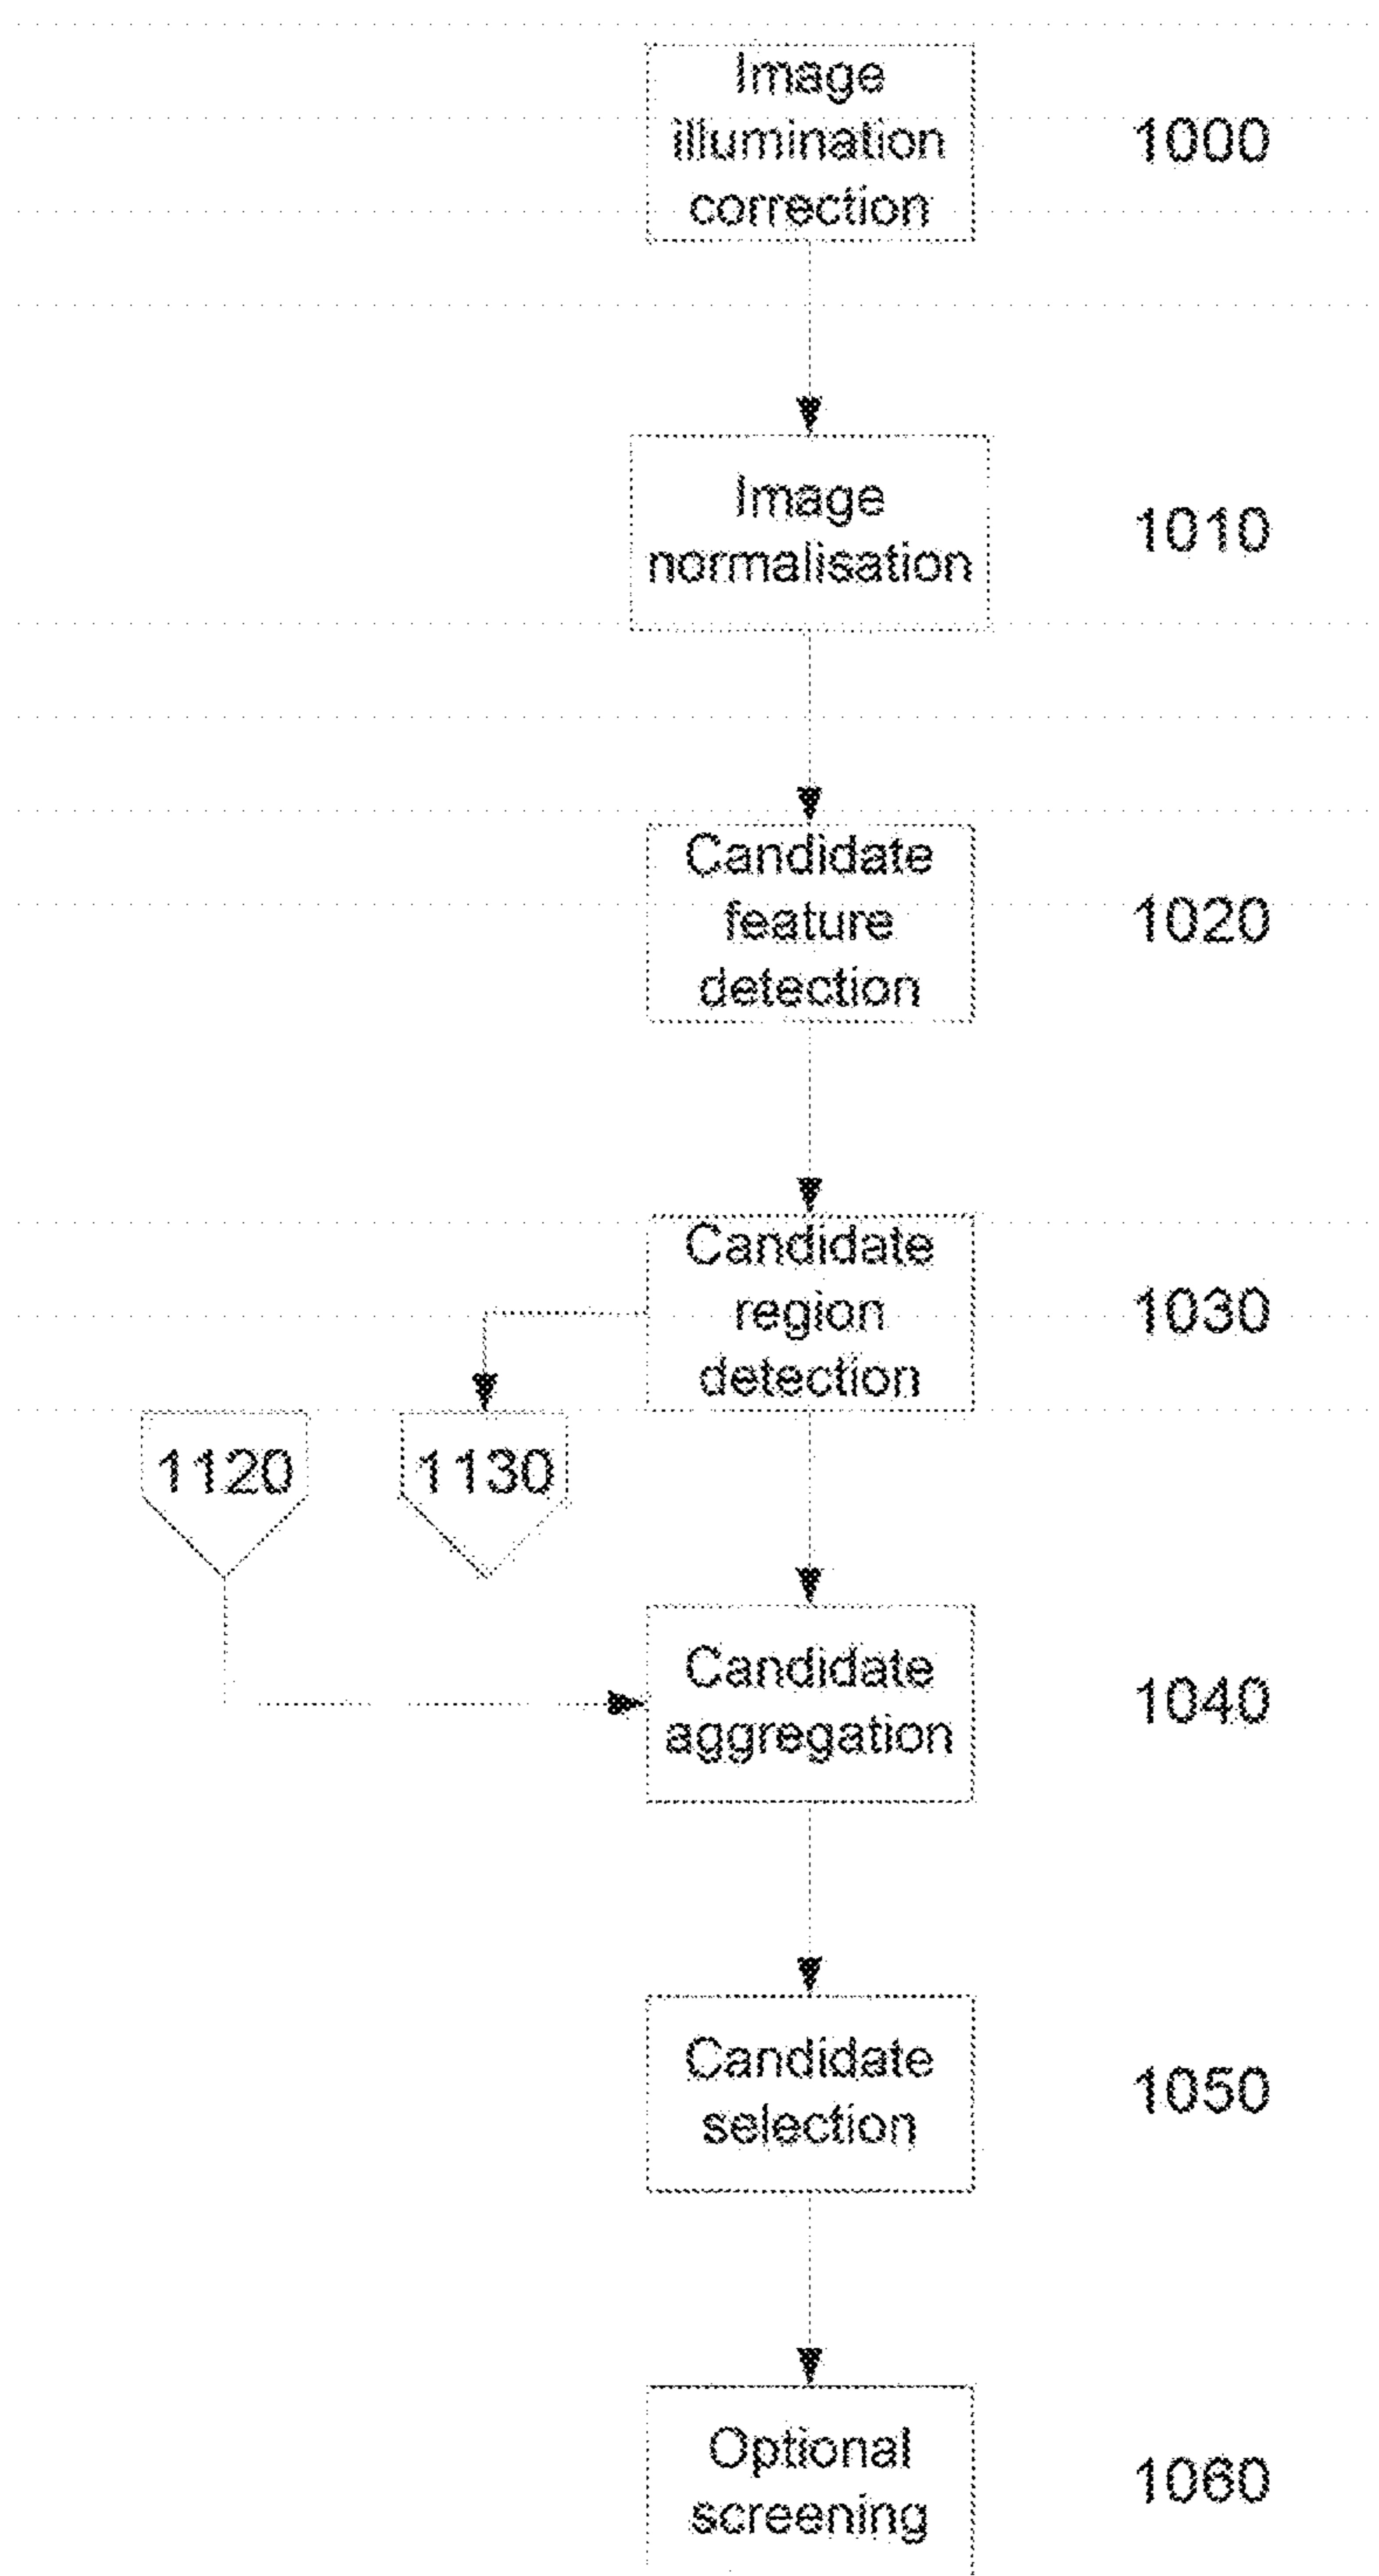 Image
illumination
correction
1000
Image
normalisation
1010
Candidate
feature
detection
1020
Candidate
region
detection
1030
1120
1130
Candidate
aggregation
1040
Candidate
selection
1050
Optional
screening
1060